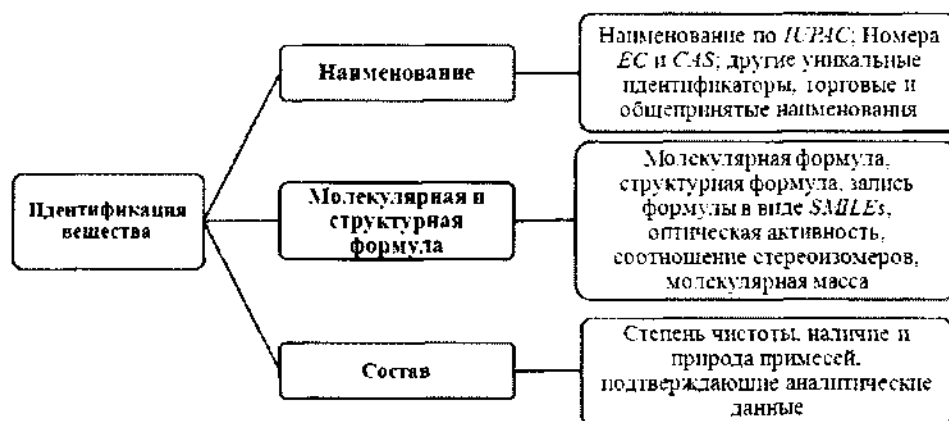 Идентификация
вещества
Наименование
Наименование по IUPAC; Номера
EC и CAS; другие уникальные
идентификаторы, торговые и
общепринятые наименования
Молекулярная и
структурная
формула
Молекулярная формула,
структурная формула, запись
формулы в виде SMILEs,
оптическая активность,
соотношение стереоизомеров,
молекулярная масса
Состав
Степень чистоты, наличие и
природа примесей,
подтверждающие аналитические
данные